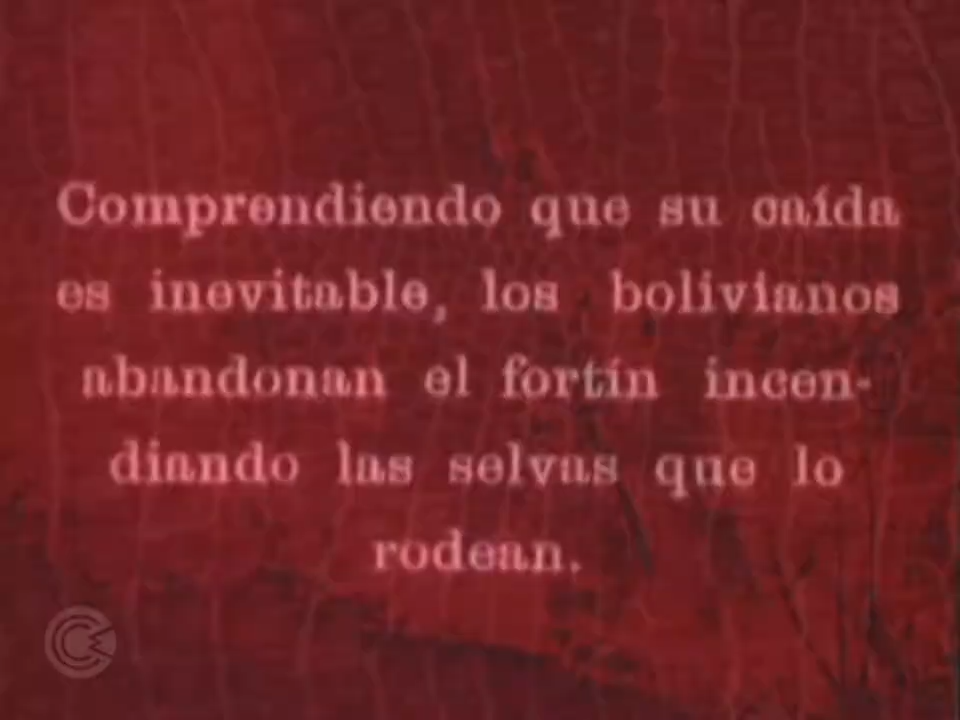 Comprendiendo que su caída
es inevitable, los bolivianos
abandonan el fortín incen-
diando las selvas que lo
rodean.